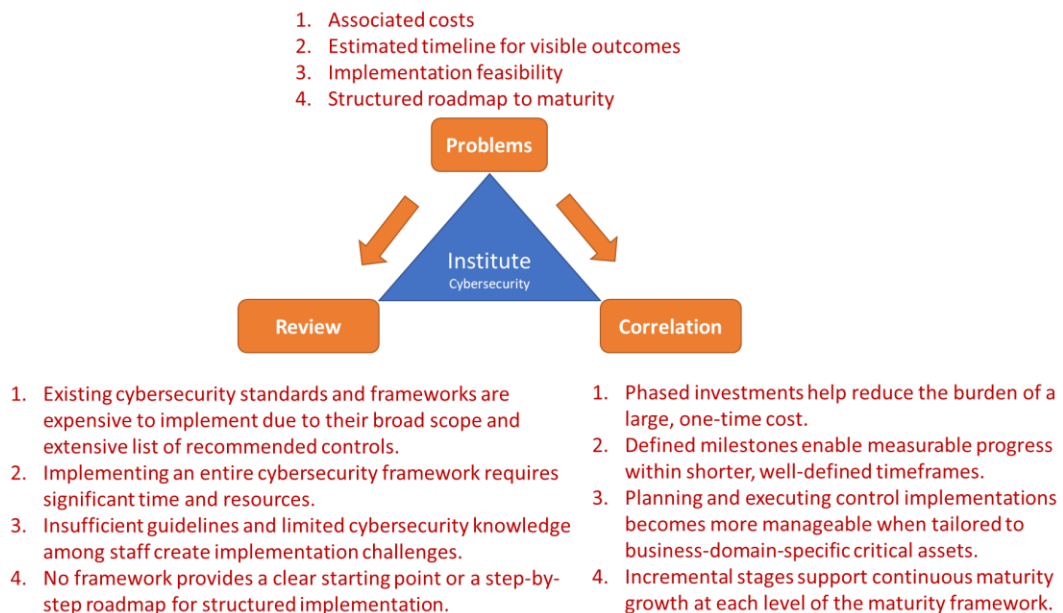 1. Associated costs
2. Estimated timeline for visible outcomes
3. Implementation feasibility
4. Structured roadmap to maturity
Problems
Institute
Cybersecurity
Review
Correlation
1. Existing cybersecurity standards and frameworks are
expensive to implement due to their broad scope and
extensive list of recommended controls.
2. Implementing an entire cybersecurity framework requires
significant time and resources.
3. Insufficient guidelines and limited cybersecurity knowledge
among staff create implementation challenges.
4. No framework provides a clear starting point or a step-by-
step roadmap for structured implementation.
1. Phased investments help reduce the burden of a
large, one-time cost.
2. Defined milestones enable measurable progress
within shorter, well-defined timeframes.
3. Planning and executing control implementations
becomes more manageable when tailored to
business-domain-specific critical assets.
4. Incremental stages support continuous maturity
growth at each level of the maturity framework.